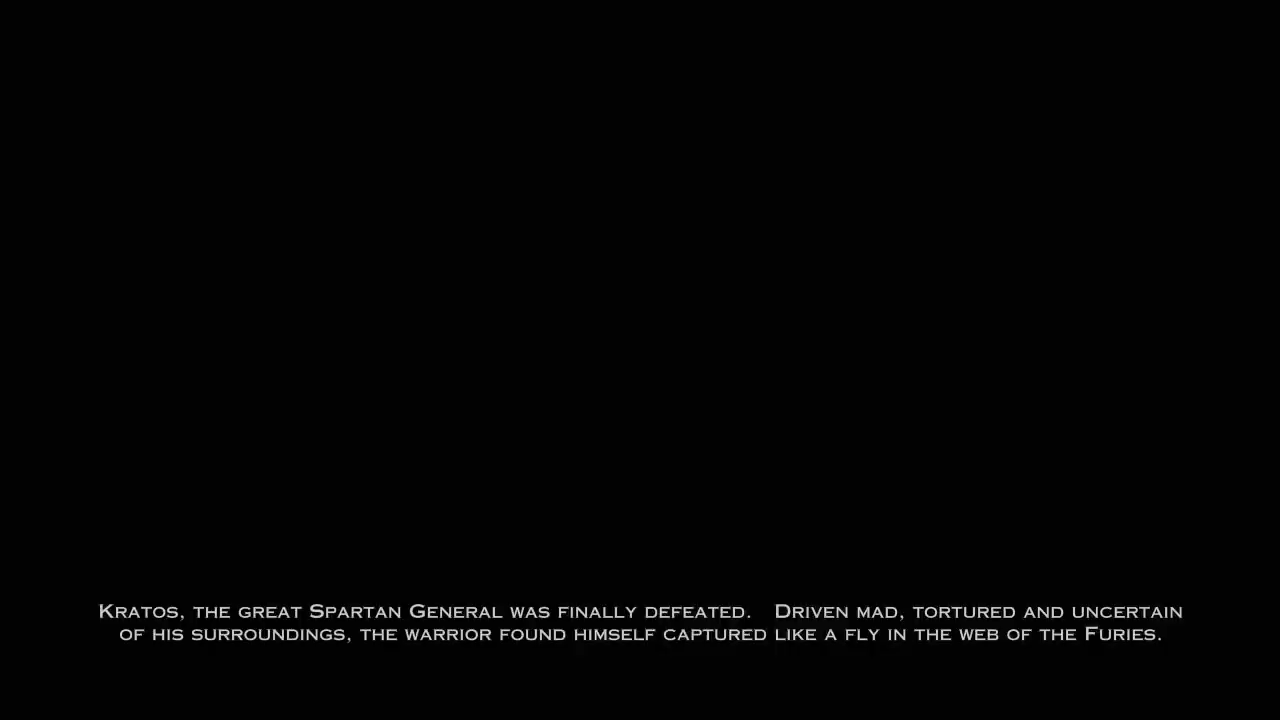 Kratos, the great Spartan General was finally defeated.   Driven mad, tortured and uncertain
of his surroundings, the warrior found himself captured like a fly in the web of the Furies.